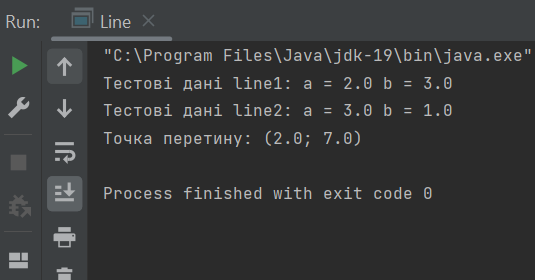 Run: Line
"C:\Program Files\Java\jdk-19\bin\java.exe"
Тестові дані line1: a = 2.0 b = 3.0
Тестові дані line2: a = 3.0 b = 1.0
Точка перетину: (2.0; 7.0)
Process finished with exit code 0